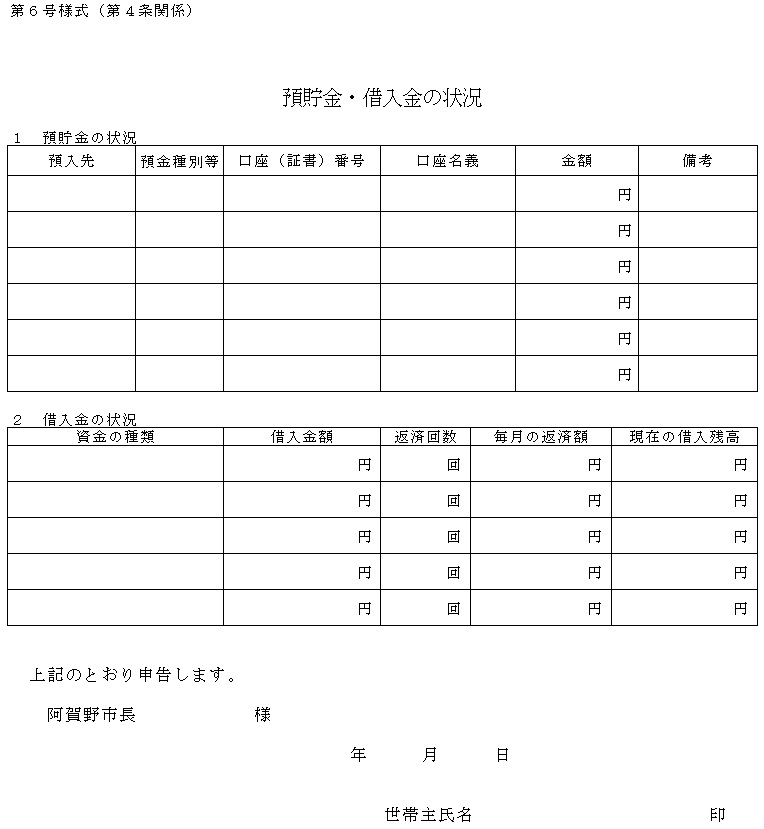 第６号様式（第４条関係）
預貯金・借入金の状況
１　預貯金の状況
預入先　預金種別等　口座（証書）番号　口座名義　金額　備考
円
円
円
円
円
円
２　借入金の状況
資金の種類　借入金額　返済回数　毎月の返済額　現在の借入残高
円　回　円　円
円　回　円　円
円　回　円　円
円　回　円　円
円　回　円　円
上記のとおり申告します。
阿賀野市長　　　　　　様
年　　　月　　　日
世帯主氏名　　　　　　　　　　　　印